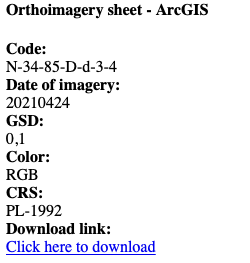 Orthoimagery sheet - ArcGIS
Code:
N-34-85-D-d-3-4
Date of imagery:
20210424
GSD:
0,1
Color:
RGB
CRS:
PL-1992
Download link:
Click here to download